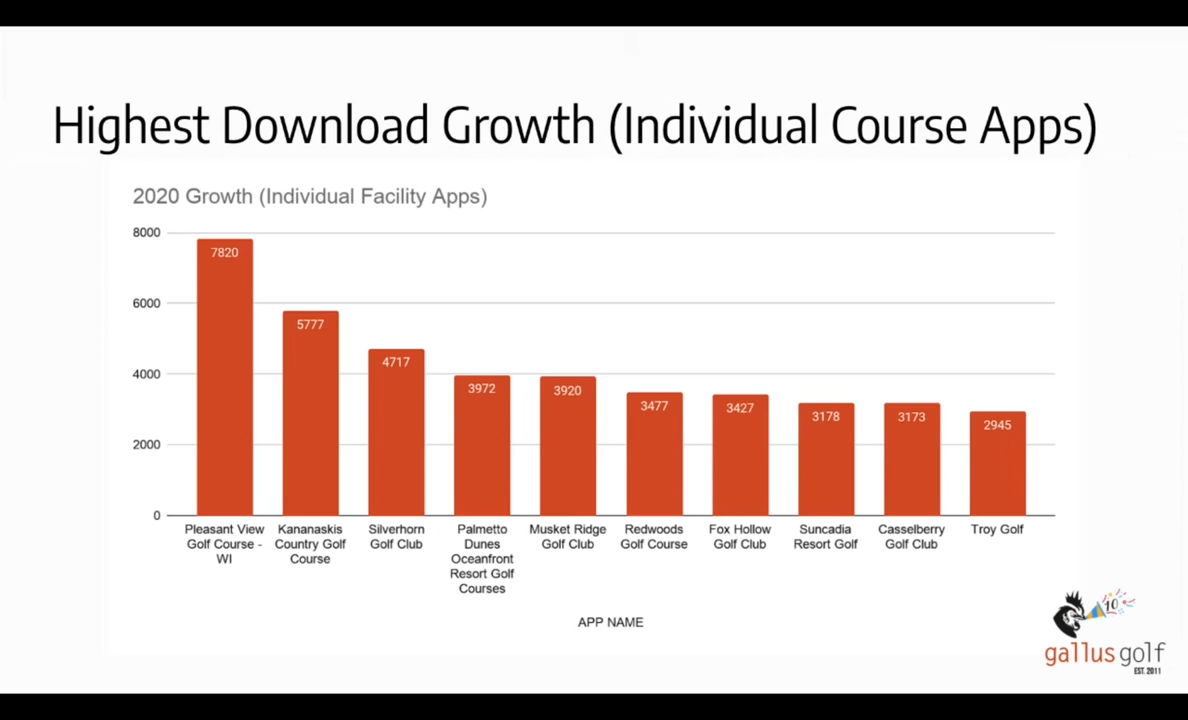 Highest Download Growth (Individual Course Apps)
2020 Growth (Individual Facility Apps)
8000
6000
4000
2000
0
7820
5777
4717
3972
3920
3477
3427
3178
3173
2945
Pleasant View
Golf Course -
WI
Kananaskis
Country Golf
Course
Silverhorn
Golf Club
Palmetto
Dunes
Oceanfront
Resort Golf
Courses
Musket Ridge
Golf Club
Redwoods
Golf Course
Fox Hollow
Golf Club
Suncadia
Resort Golf
Casselberry
Golf Club
Troy Golf
APP NAME
10
gallus golf
EST. 2011